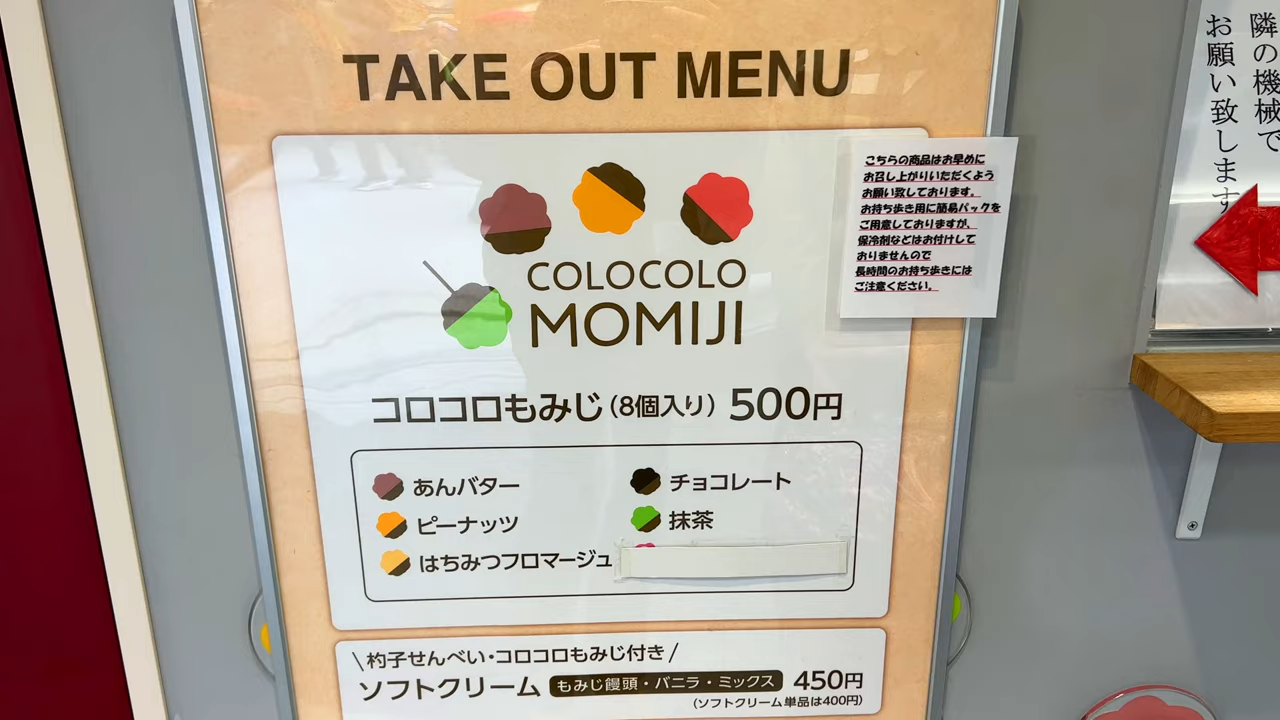 TAKE OUT MENU
COLOCOLO
MOMIJI
コロコロもみじ(8個入り) 500円
あんバター
チョコレート
ピーナッツ
抹茶
はちみつフロマージュ
\杓子せんべい・コロコロもみじ付き/
ソフトクリーム もみじ饅頭・バニラ・ミックス 450円
(ソフトクリーム単品は400円)
こちらの商品はお早めに
お召し上がりいただくよう
お願い致しております。
お持ち歩き用に簡易パックを
ご用意しておりますが、
保冷剤などはお付けして
おりませんので
長時間のお持ち歩きには
ご注意ください。
隣の機械で
お願い致します